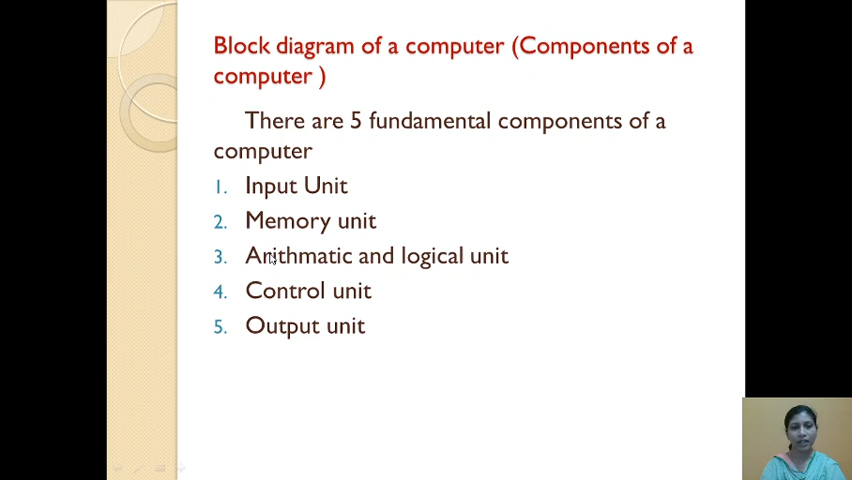 Block diagram of a computer (Components of a
computer )
There are 5 fundamental components of a
computer
1. Input Unit
2. Memory unit
3. Arithmatic and logical unit
4. Control unit
5. Output unit